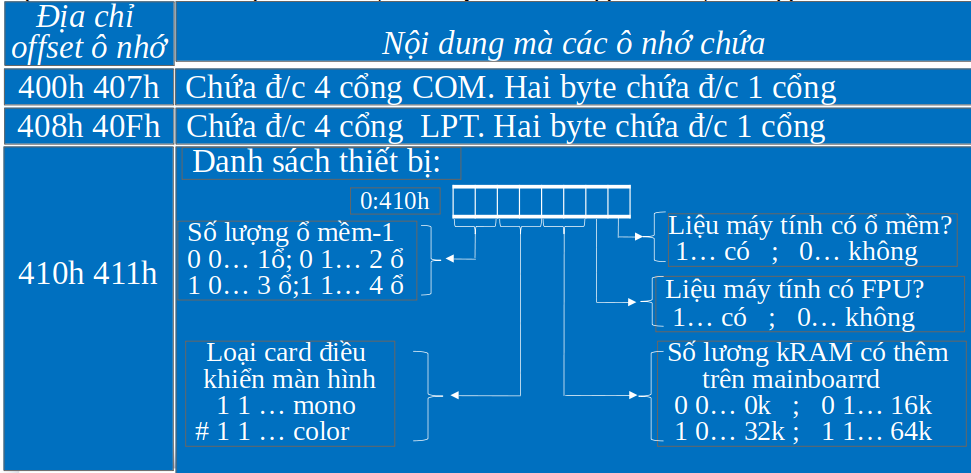 Địa chỉ
offset ô nhớ
Nội dung mà các ô nhớ chứa
400h 407h
Chứa đ/c 4 cổng COM. Hai byte chứa đ/c 1 cổng
408h 40Fh
Chứa đ/c 4 cổng LPT. Hai byte chứa đ/c 1 cổng
410h 411h
Danh sách thiết bị:
0:410h
Số lượng ổ mềm-1
0 0… 1ổ; 0 1… 2 ổ
1 0… 3 ổ;1 1… 4 ổ
Liệu máy tính có ổ mềm?
1… có ; 0… không
Liệu máy tính có FPU?
1… có ; 0… không
Loại card điều
khiển màn hình
1 1 … mono
# 1 1 … color
Số lương kRAM có thêm
trên mainboarrd
0 0… 0k ; 0 1… 16k
1 0… 32k ; 1 1… 64k